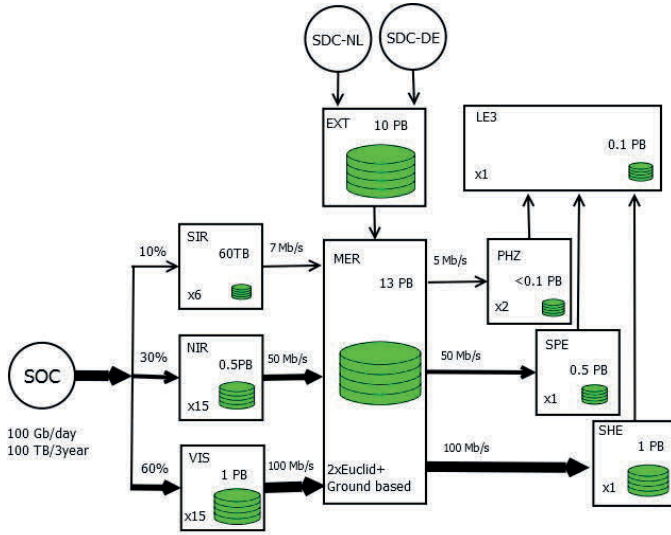 SDC-NL
SDC-DE
EXT
10 PB
LE3
0.1 PB
x1
SIR
60TB
x6
10%
7 Mb/s
MER
13 PB
5 Mb/s
PHZ
<0.1 PB
x2
NIR
0.5PB
x15
30%
50 Mb/s
50 Mb/s
SPE
0.5 PB
x1
SOC
100 Gb/day
100 TB/3year
60%
VIS
1 PB
x15
100 Mb/s
2xEuclid+
Ground based
100 Mb/s
SHE
1 PB
x1